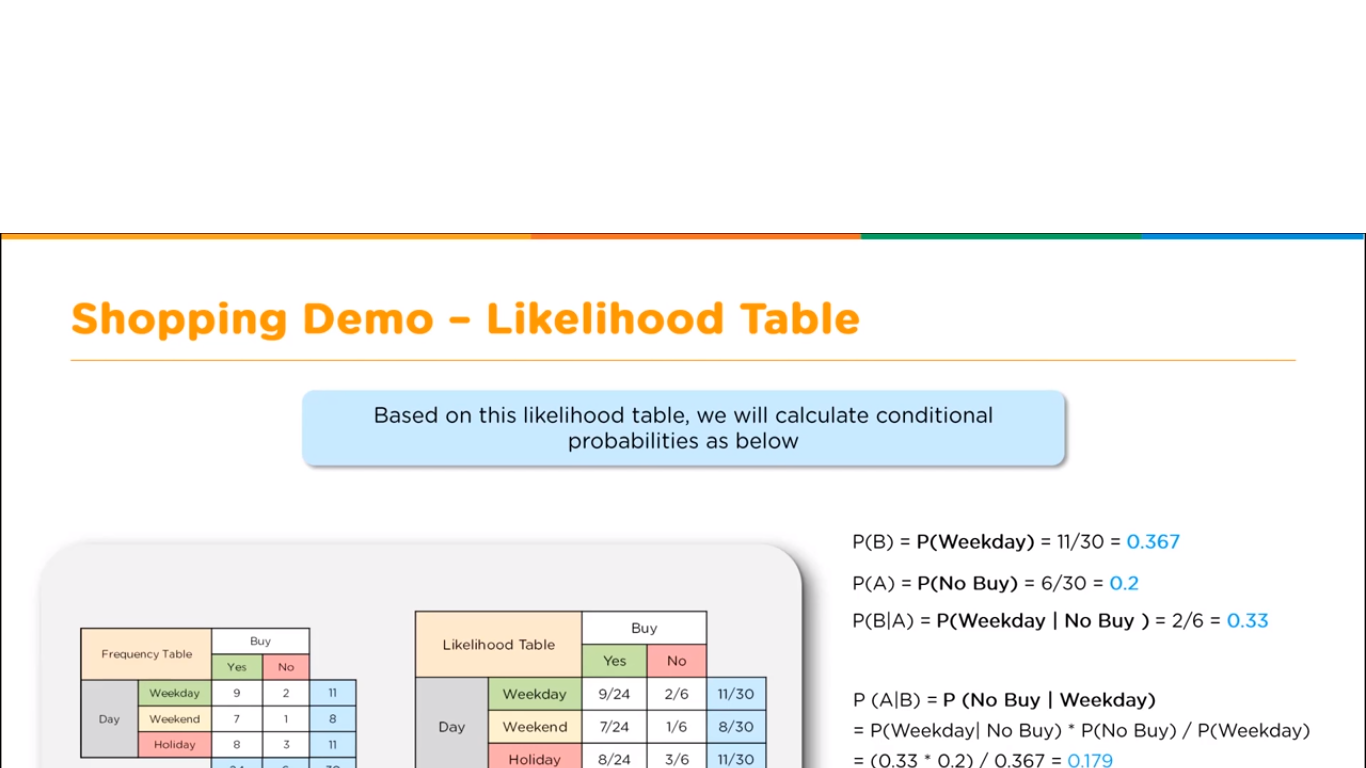 Shopping Demo – Likelihood Table
Based on this likelihood table, we will calculate conditional
probabilities as below
Frequency Table
Buy
Yes No
Day
Weekday 9 2 11
Weekend 7 1 8
Holiday 8 3 11
Likelihood Table
Buy
Yes No
Day
Weekday 9/24 2/6 11/30
Weekend 7/24 1/6 8/30
Holiday 8/24 3/6 11/30
P(B) = P(Weekday) = 11/30 = 0.367
P(A) = P(No Buy) = 6/30 = 0.2
P(B|A) = P(Weekday | No Buy ) = 2/6 = 0.33
P (A|B) = P (No Buy | Weekday)
= P(Weekday| No Buy) * P(No Buy) / P(Weekday)
= (0.33 * 0.2) / 0.367 = 0.179